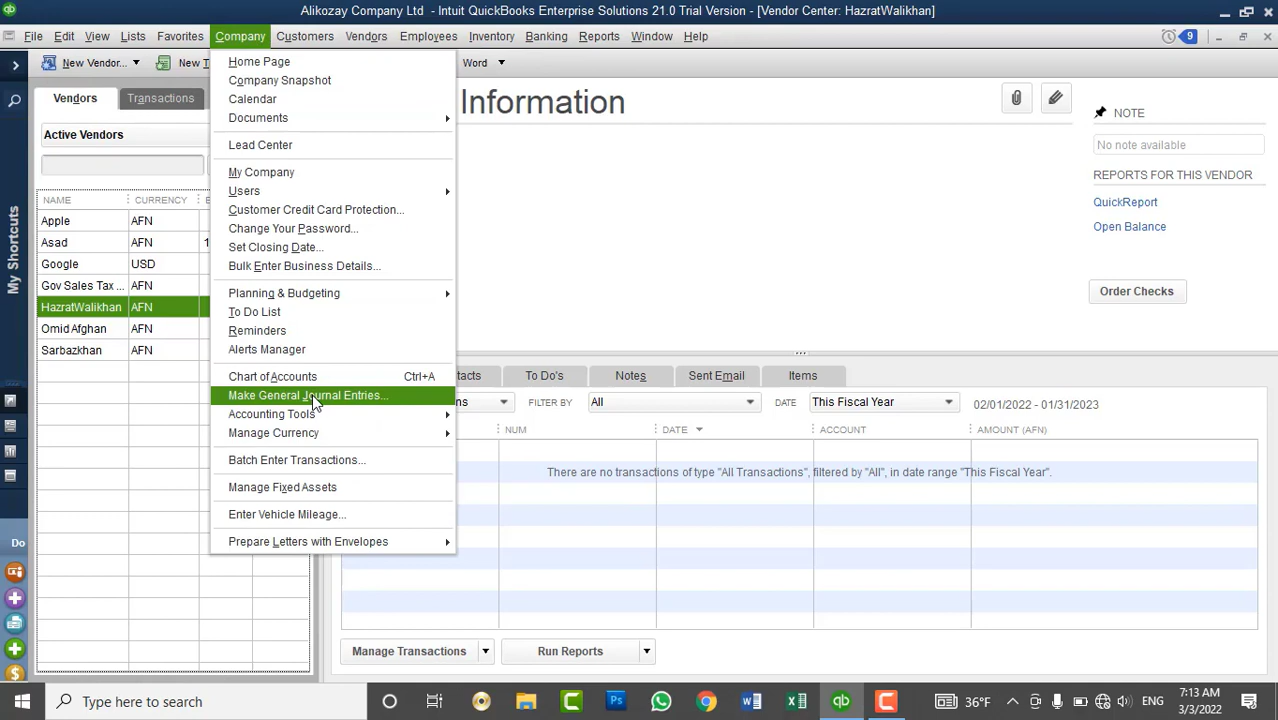 Alikozay Company Ltd - Intuit QuickBooks Enterprise Solutions 21.0 Trial Version - [Vendor Center: HazratWalikhan]
File Edit View Lists Favorites Company Customers Vendors Employees Inventory Banking Reports Window Help 9
New Vendor... New T Word
Home Page
Company Snapshot
Calendar
Documents
Lead Center
My Company
Users
Customer Credit Card Protection...
Change Your Password...
Set Closing Date...
Bulk Enter Business Details...
Planning & Budgeting
To Do List
Reminders
Alerts Manager
Chart of Accounts Ctrl+A
Make General Journal Entries...
Accounting Tools
Manage Currency
Batch Enter Transactions...
Manage Fixed Assets
Enter Vehicle Mileage...
Prepare Letters with Envelopes
My Shortcuts
Do
Vendors Transactions
Active Vendors
NAME CURRENCY
Apple AFN
Asad AFN 1
Google USD
Gov Sales Tax ... AFN
HazratWalikhan AFN
Omid Afghan AFN
Sarbazkhan AFN
Information
NOTE
No note available
REPORTS FOR THIS VENDOR
QuickReport
Open Balance
Order Checks
tacts To Do's Notes Sent Email Items
ns FILTER BY All DATE This Fiscal Year 02/01/2022 - 01/31/2023
NUM DATE ACCOUNT AMOUNT (AFN)
There are no transactions of type "All Transactions", filtered by "All", in date range "This Fiscal Year".
Manage Transactions Run Reports
Type here to search 36°F ENG 7:13 AM
3/3/2022